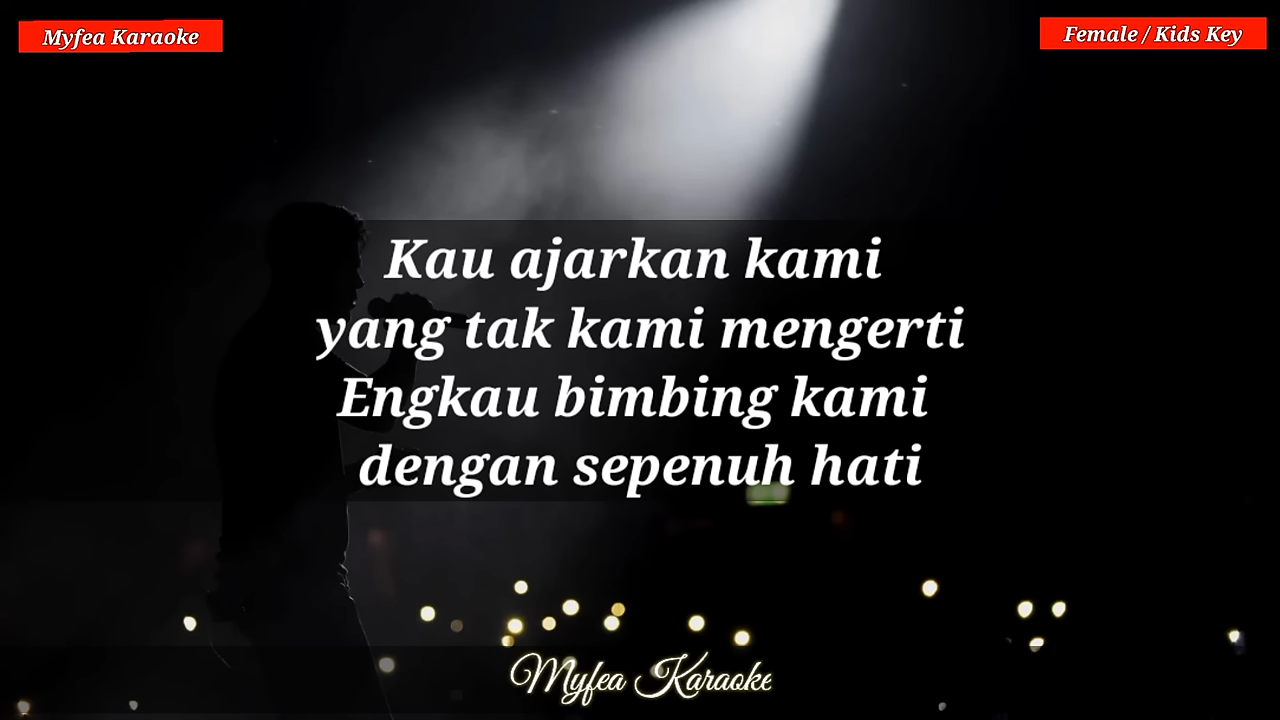 Myfea Karaoke
Female / Kids Key
Kau ajarkan kami
yang tak kami mengerti
Engkau bimbing kami
dengan sepenuh hati
Myfea Karaoke